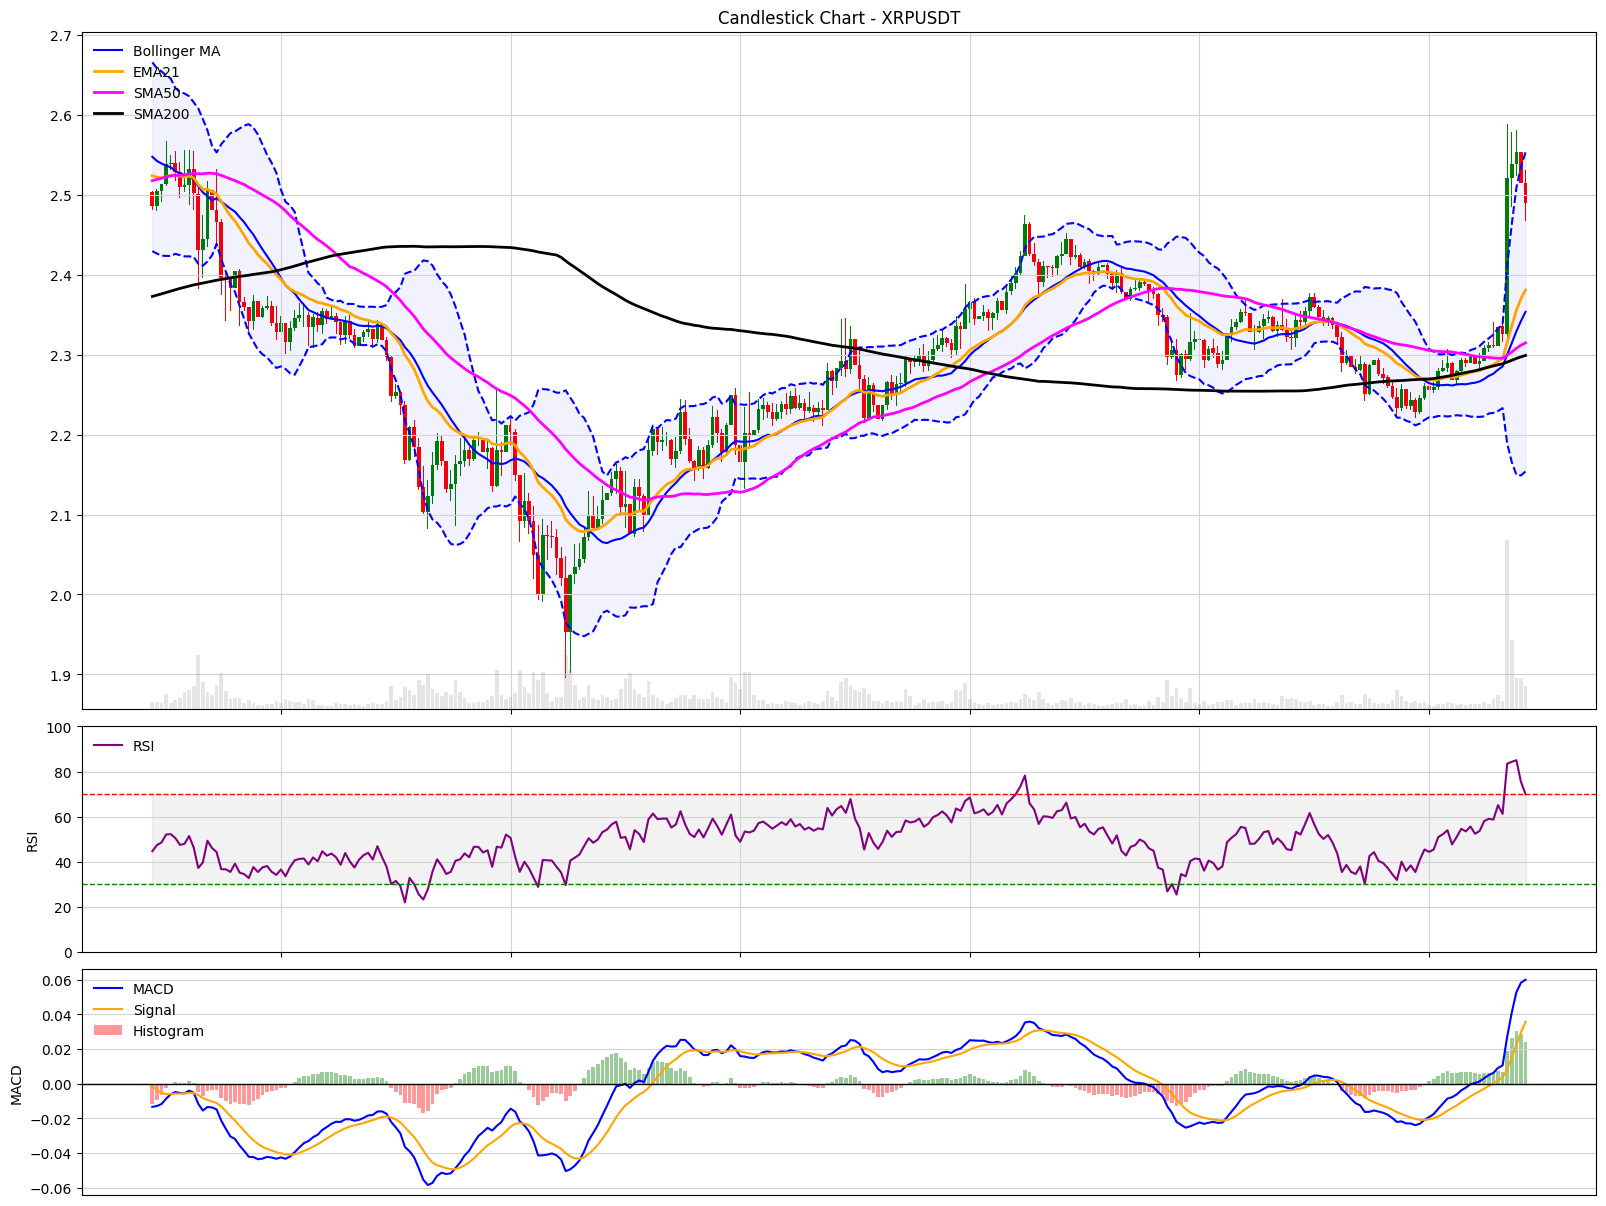 Candlestick Chart - XRPUSDT
2.7
2.6
2.5
2.4
2.3
2.2
2.1
2.0
1.9
Bollinger MA
EMA21
SMA50
SMA200
100
80
60
40
20
0
RSI
RSI
0.06
0.04
0.02
0.00
−0.02
−0.04
−0.06
MACD
MACD
Signal
Histogram